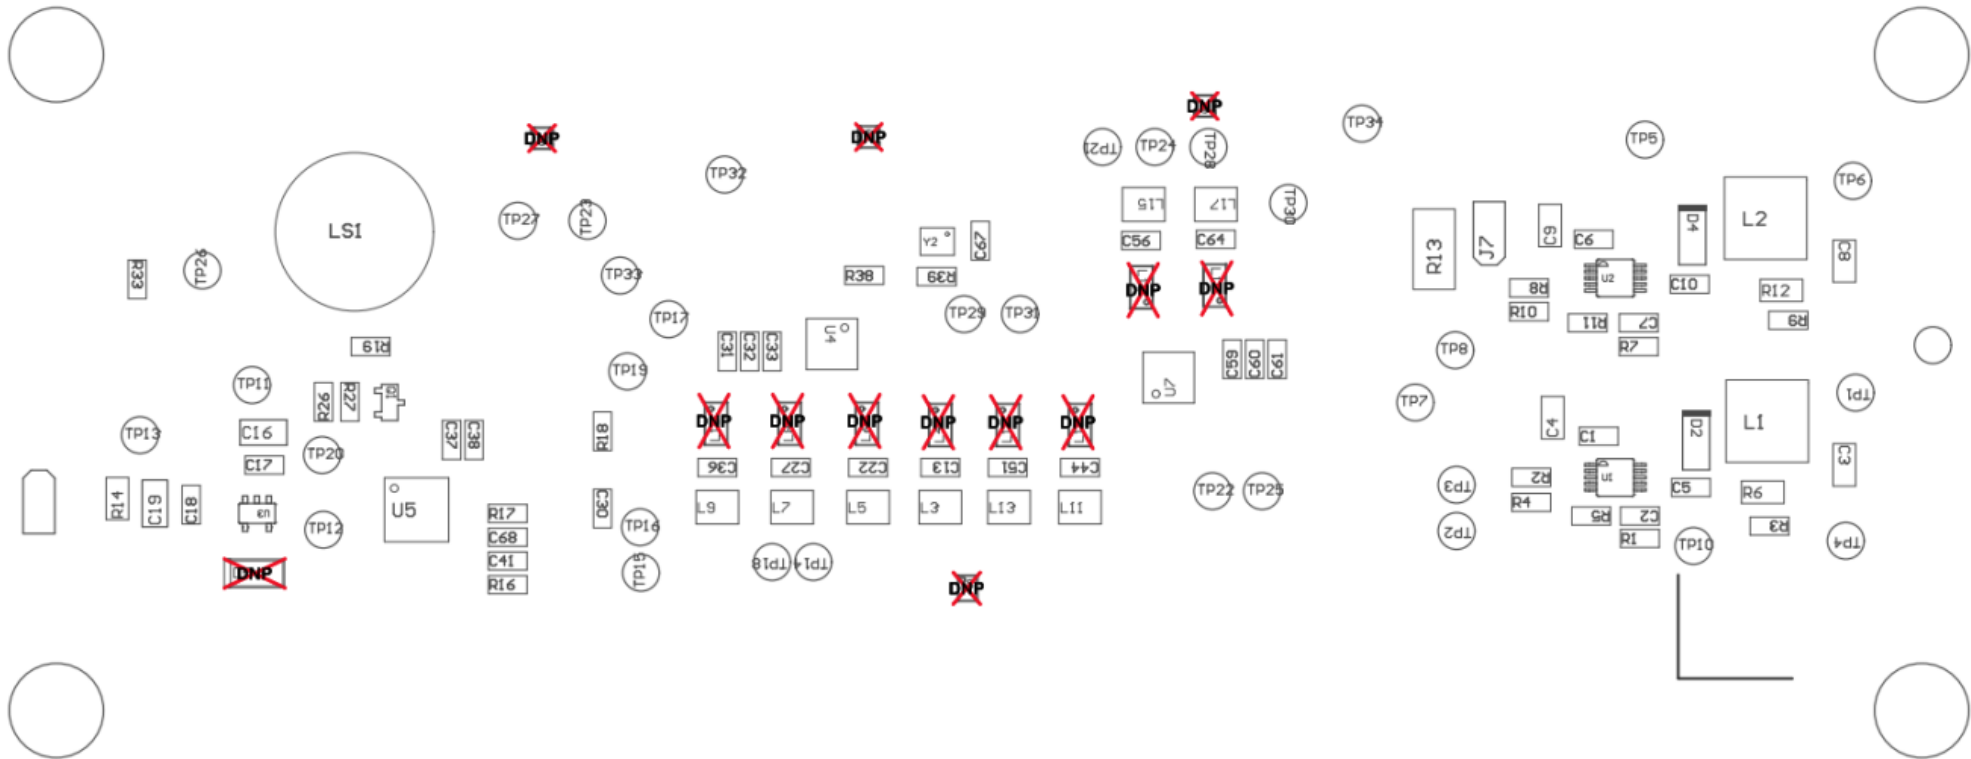 DNP
TP34
DNP
DNP
TP5
TP21
TP24
TP28
TP32
TP6
TP27
TP23
L15
L17
TP30
LS1
L2
C9
C6
D4
R13
J7
Y2
C67
C56
C64
C8
R33
TP26
TP33
R38
R39
DNP
DNP
U2
C10
R12
R8
R10
TP17
TP29
TP31
R11
C7
R9
U4
R7
R19
C31
C32
C33
C59
C60
C61
TP8
TP19
TP11
U7
TP1
R26
R27
TP7
C4
D2
L1
TP13
C16
C37
C38
R18
DNP
DNP
DNP
DNP
DNP
DNP
C1
TP20
C17
C36
C27
C22
C13
C51
C44
C3
R2
U1
C5
R6
TP3
TP22
TP25
R14
C19
C18
U3
U5
R17
C30
L9
L7
L5
L3
L13
L11
R4
R5
C2
R3
TP12
TP16
TP2
C68
R1
TP10
TP4
C41
TP18
TP14
DNP
TP15
R16
DNP